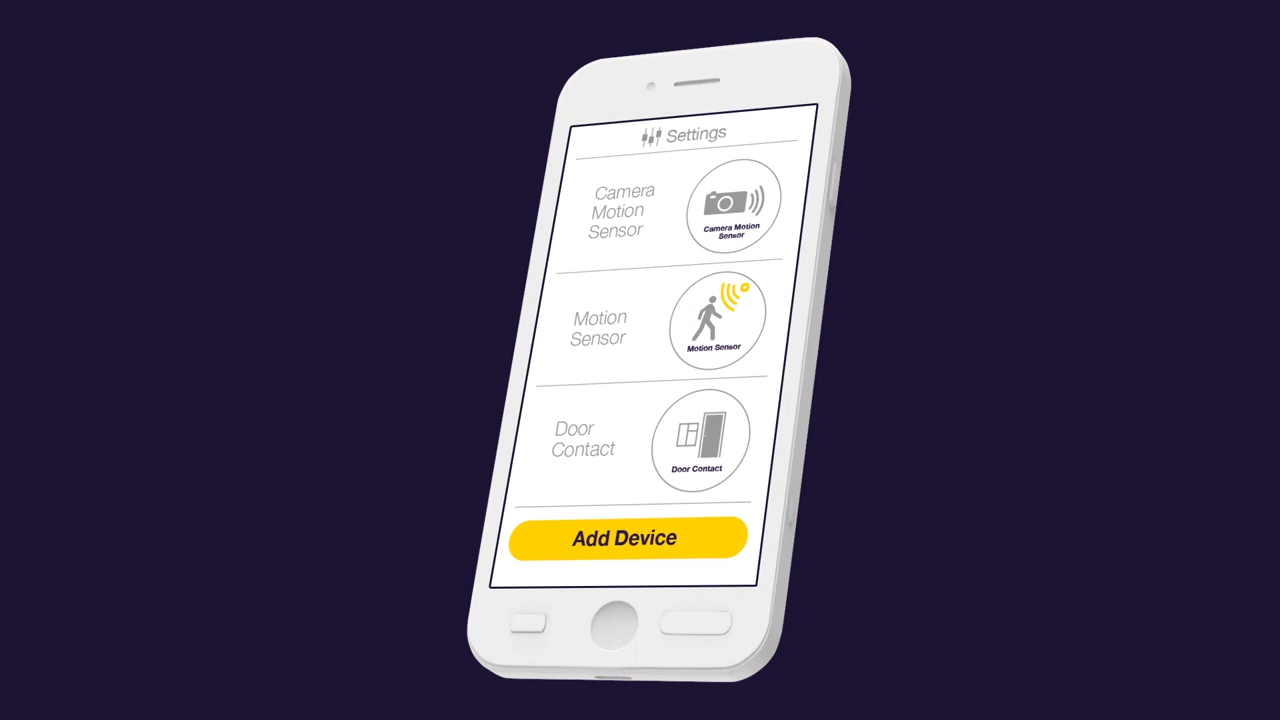 Settings
Camera
Motion
Sensor
Camera Motion
Sensor
Motion
Sensor
Motion Sensor
Door
Contact
Door Contact
Add Device